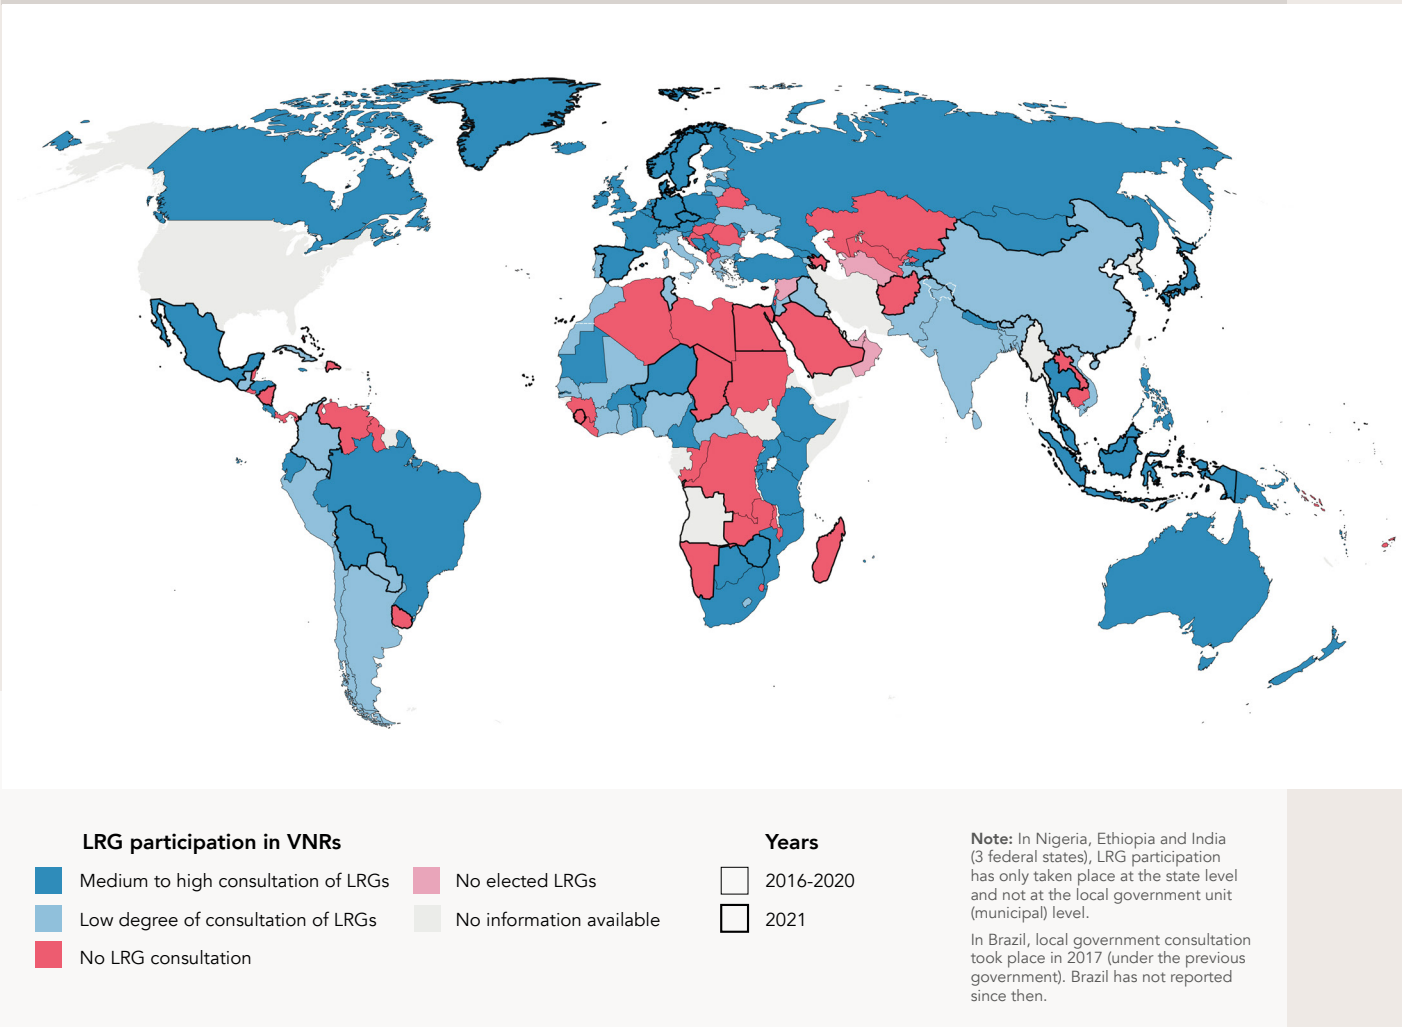 LRG participation in VNRs
Medium to high consultation of LRGs
Low degree of consultation of LRGs
No LRG consultation
No elected LRGs
No information available
Years
2016-2020
2021
Note: In Nigeria, Ethiopia and India
(3 federal states), LRG participation
has only taken place at the state level
and not at the local government unit
(municipal) level.
In Brazil, local government consultation
took place in 2017 (under the previous
government). Brazil has not reported
since then.